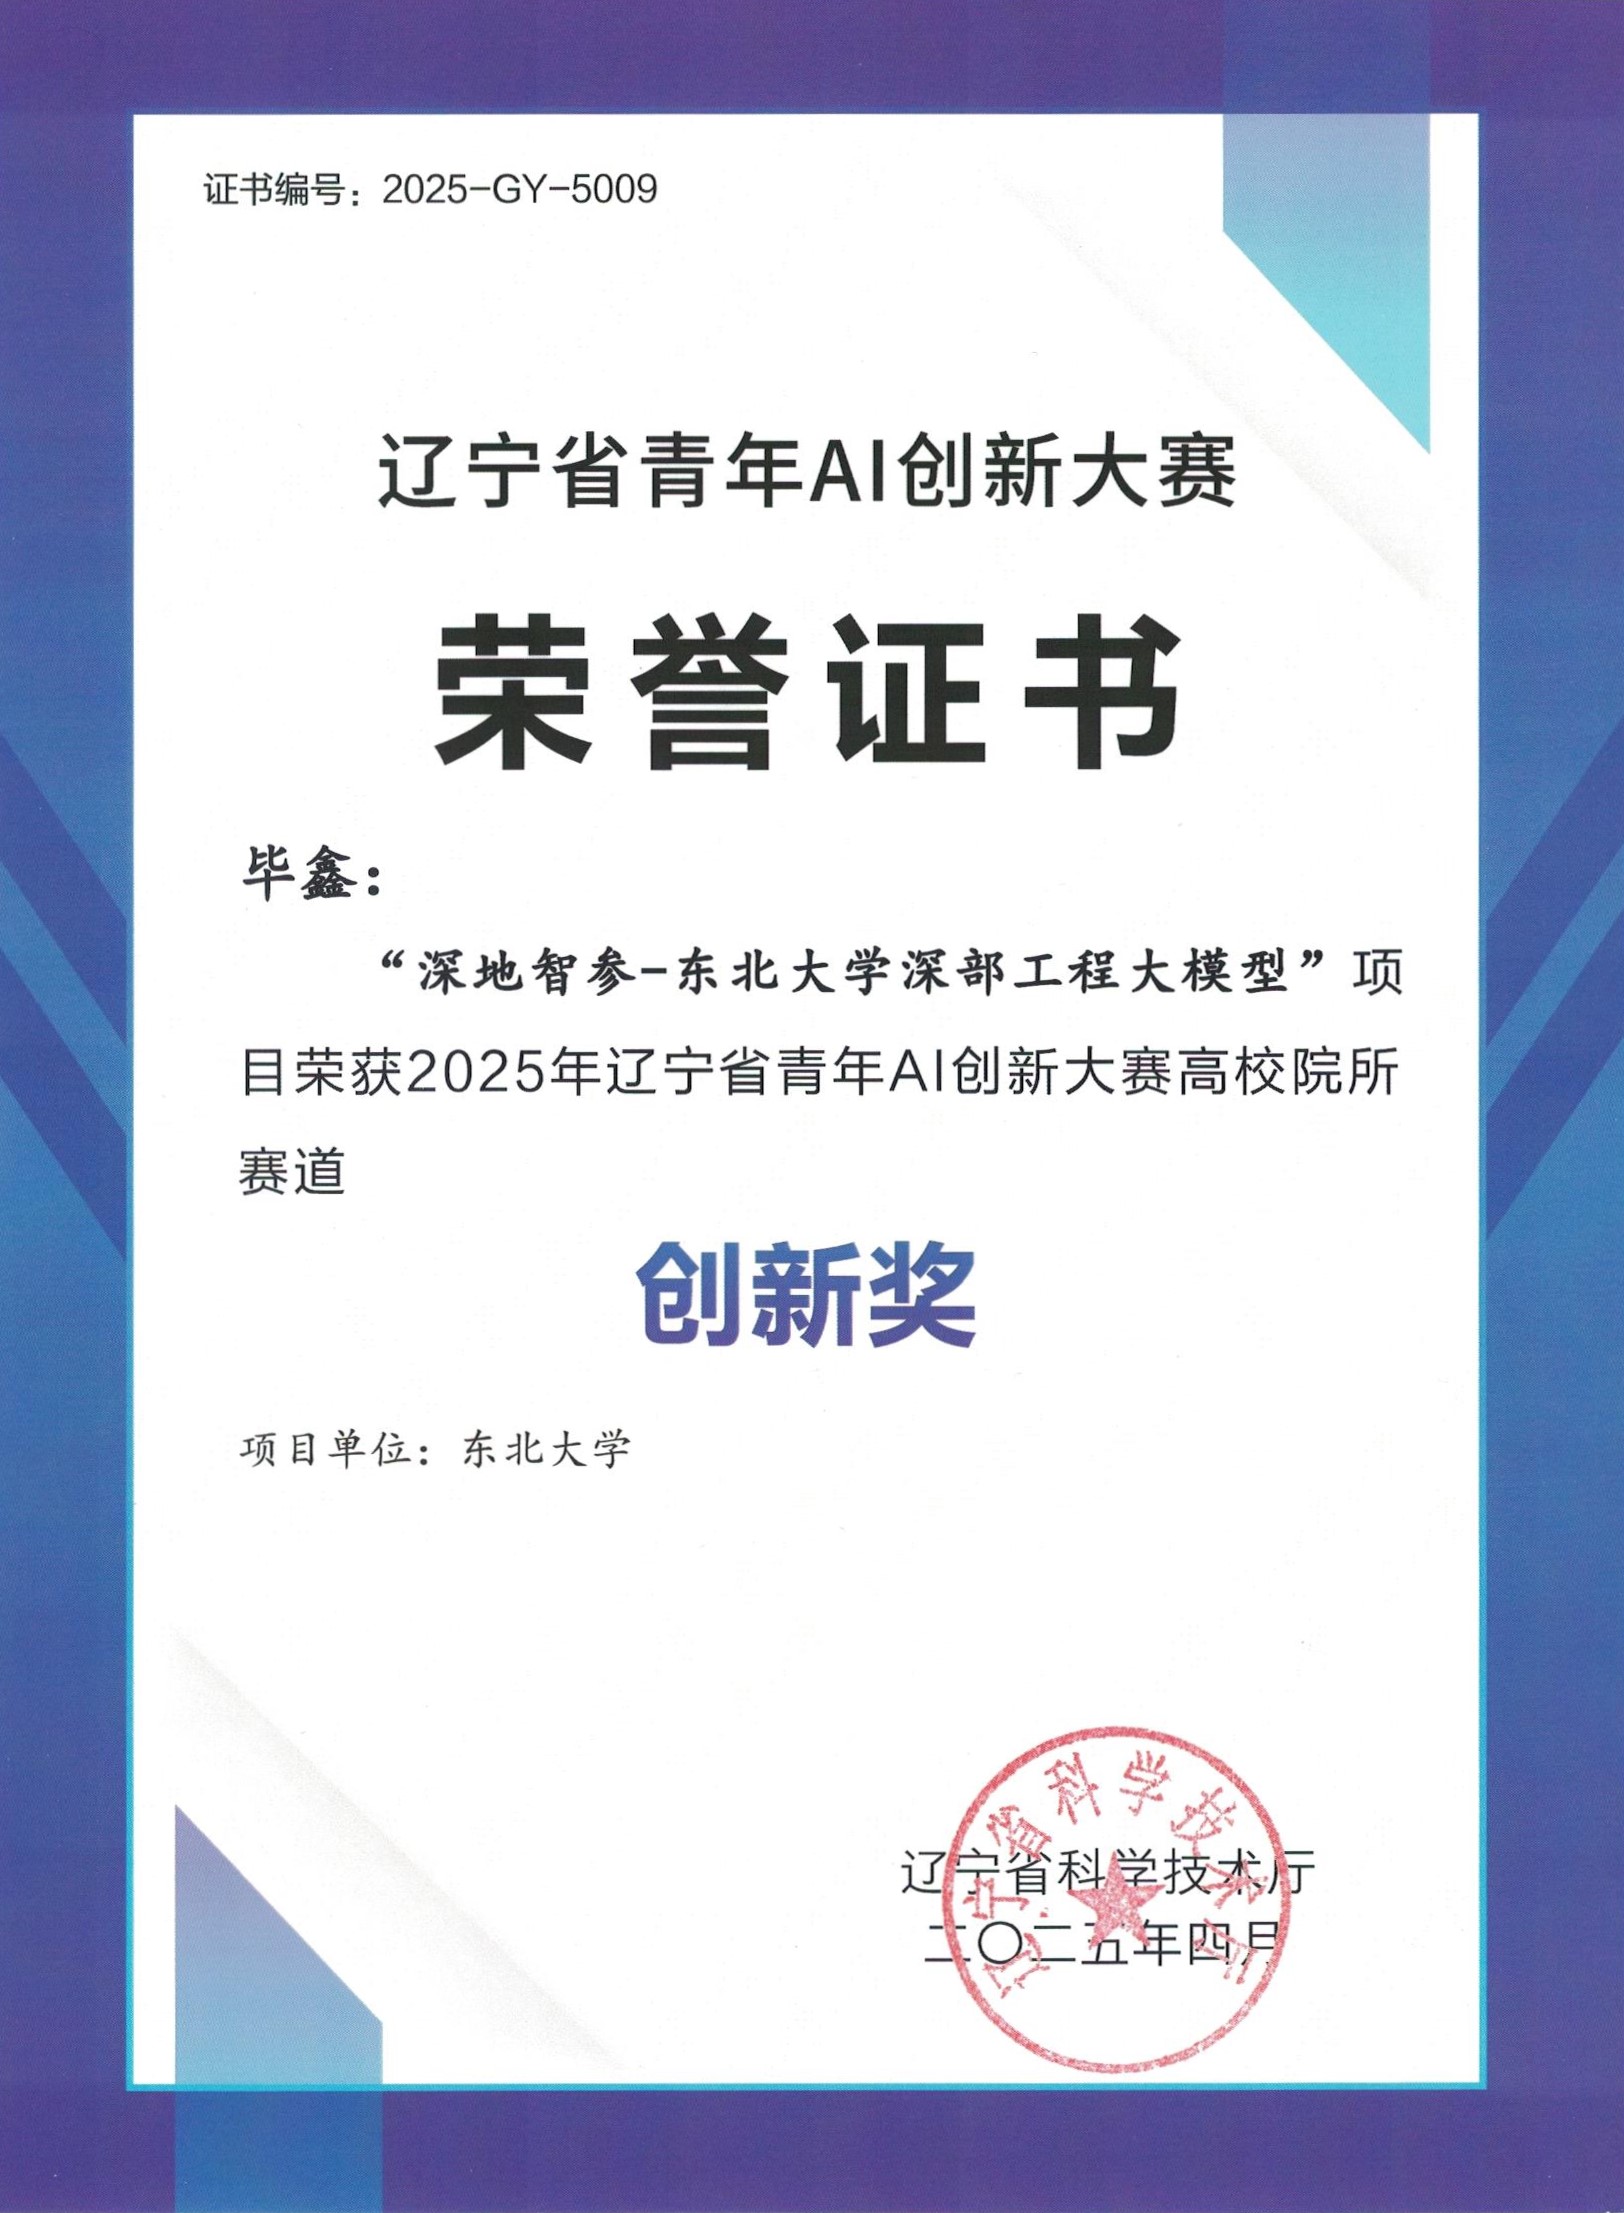 证书编号：2025-GY-5009
辽宁省青年AI创新大赛
荣誉证书
毕鑫：
“深地智参-东北大学深部工程大模型”项
目荣获2025年辽宁省青年AI创新大赛高校院所
赛道
创新奖
项目单位：东北大学
辽宁省科学技术厅
二〇二五年四月
辽宁省科学技术厅